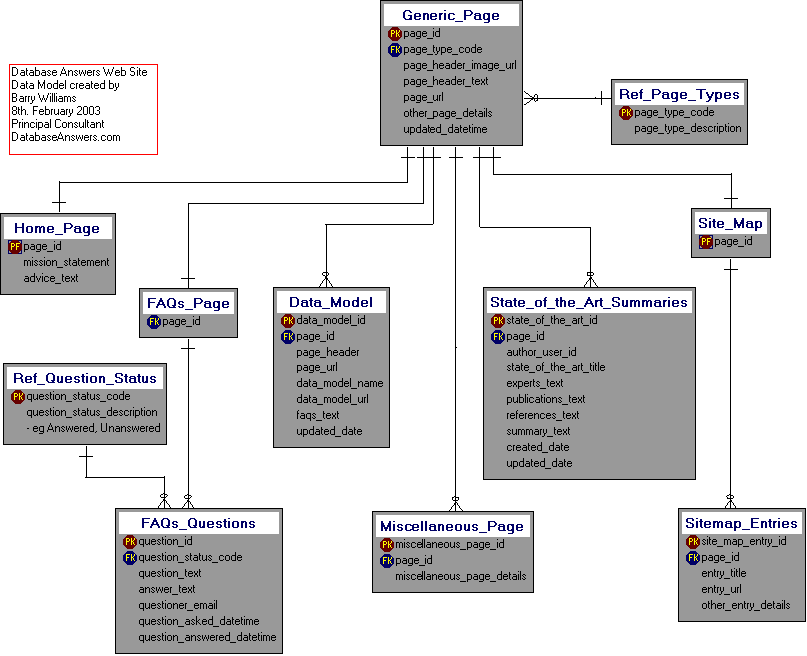 Generic_Page
PK page_id
FK page_type_code
page_header_image_url
page_header_text
page_url
other_page_details
updated_datetime
Database Answers Web Site
Data Model created by
Barry Williams
8th. February 2003
Principal Consultant
DatabaseAnswers.com
Ref_Page_Types
PK page_type_code
page_type_description
Home_Page
PF page_id
mission_statement
advice_text
Site_Map
PF page_id
FAQs_Page
FK page_id
Data_Model
PK data_model_id
FK page_id
page_header
page_url
data_model_name
data_model_url
faqs_text
updated_date
State_of_the_Art_Summaries
PK state_of_the_art_id
FK page_id
author_user_id
state_of_the_art_title
experts_text
publications_text
references_text
summary_text
created_date
updated_date
Ref_Question_Status
PK question_status_code
question_status_description
- eg Answered, Unanswered
FAQs_Questions
PK question_id
FK question_status_code
question_text
answer_text
questioner_email
question_asked_datetime
question_answered_datetime
Miscellaneous_Page
PK miscellaneous_page_id
FK page_id
miscellaneous_page_details
Sitemap_Entries
PK site_map_entry_id
FK page_id
entry_title
entry_url
other_entry_details